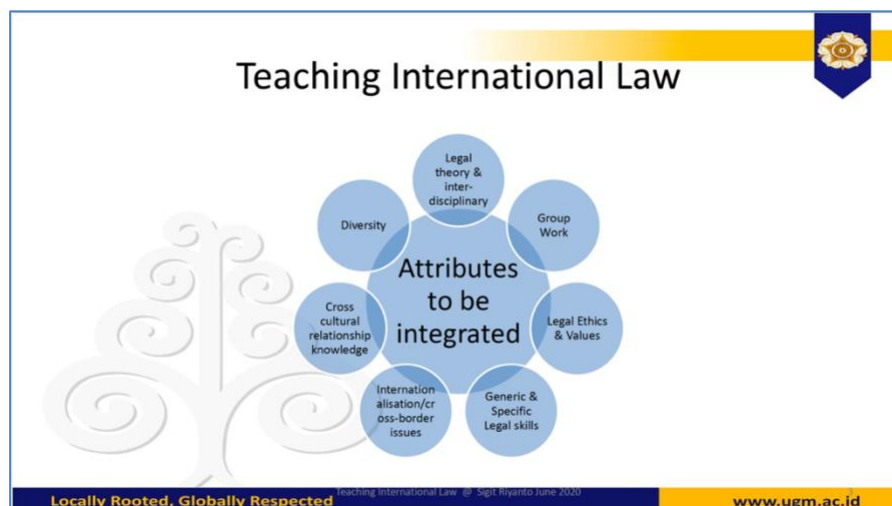 Teaching International Law
Legal
theory &
inter-
disciplinary
Group
Work
Legal Ethics
& Values
Generic &
Specific
Legal skills
Internation
alisation/cr
oss-border
issues
Cross
cultural
relationship
knowledge
Diversity
Attributes
to be
integrated
Teaching International Law @ Sigit Riyanto June 2020
Locally Rooted, Globally Respected
www.ugm.ac.id